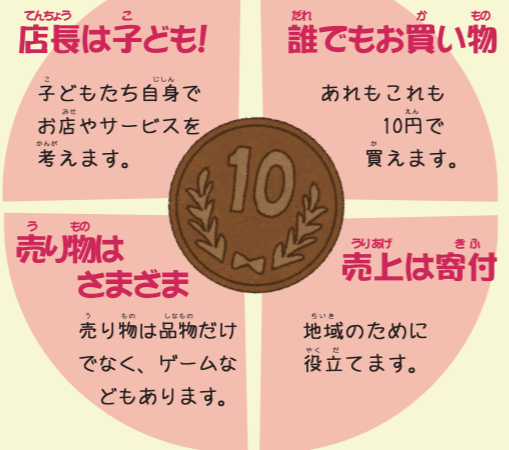 店長は子ども!
子どもたち自身で
お店やサービスを
考えます。
誰でもお買い物
あれもこれも
10円で
買えます。
10
売り物は
さまざま
売り物は品物だけ
でなく、ゲームな
どもあります。
売上は寄付
地域のために
役立てます。